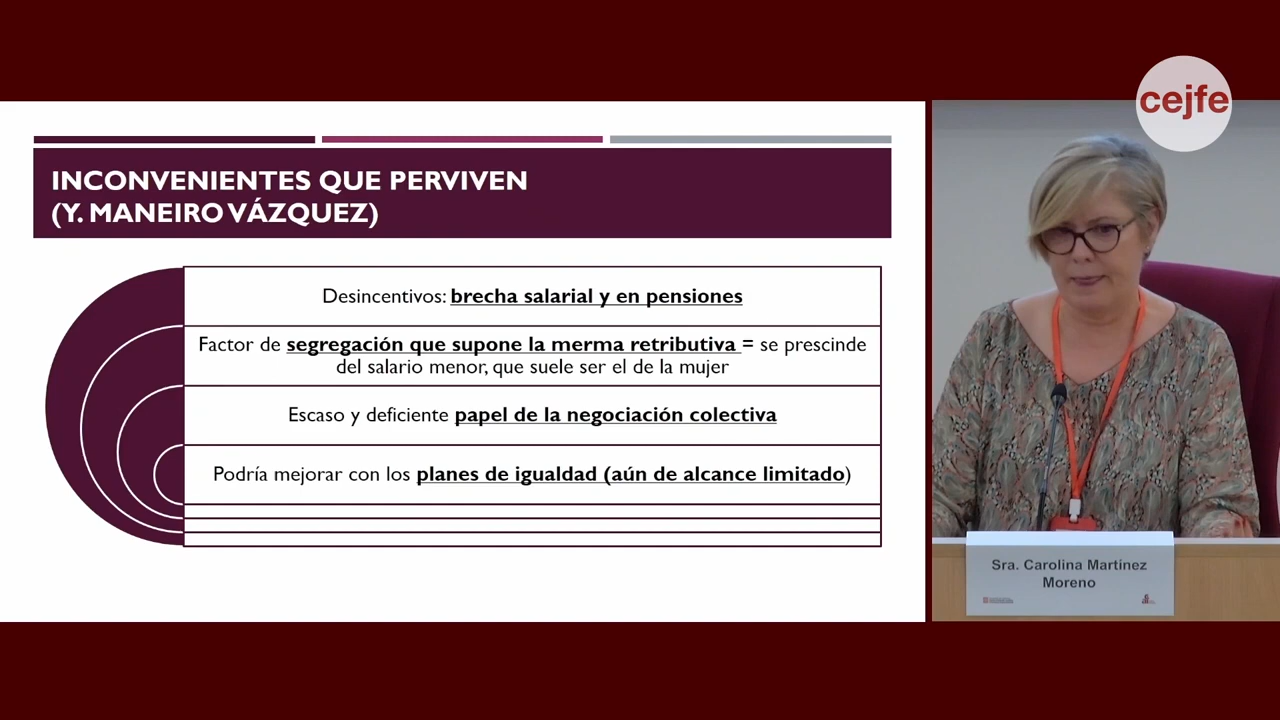 cejfe
INCONVENIENTES QUE PERVIVEN
(Y. MANEIRO VÁZQUEZ)
Desincentivos: brecha salarial y en pensiones
Factor de segregación que supone la merma retributiva = se prescinde
del salario menor, que suele ser el de la mujer
Escaso y deficiente papel de la negociación colectiva
Podría mejorar con los planes de igualdad (aún de alcance limitado)
Sra. Carolina Martínez
Moreno